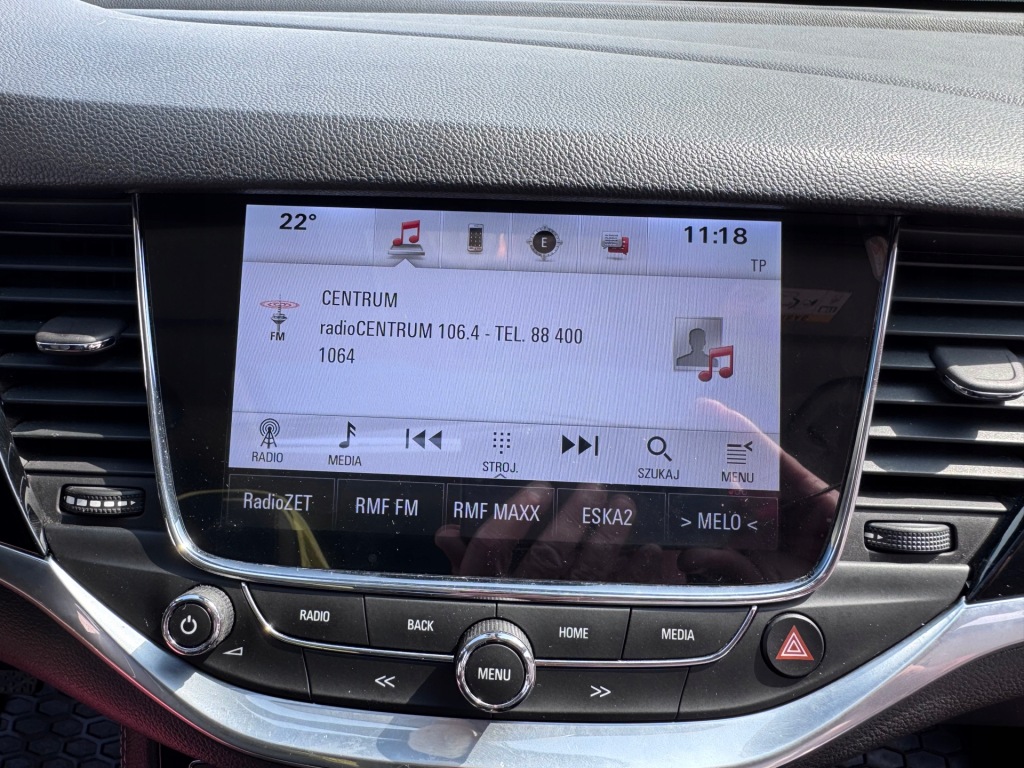 22° E 11:18
TP
CENTRUM
radioCENTRUM 106.4 - TEL. 88 400
1064
FM
RADIO MEDIA STROJ. SZUKAJ MENU
RadioZET RMF FM RMF MAXX ESKA2 > MELO <
RADIO BACK HOME MEDIA
MENU